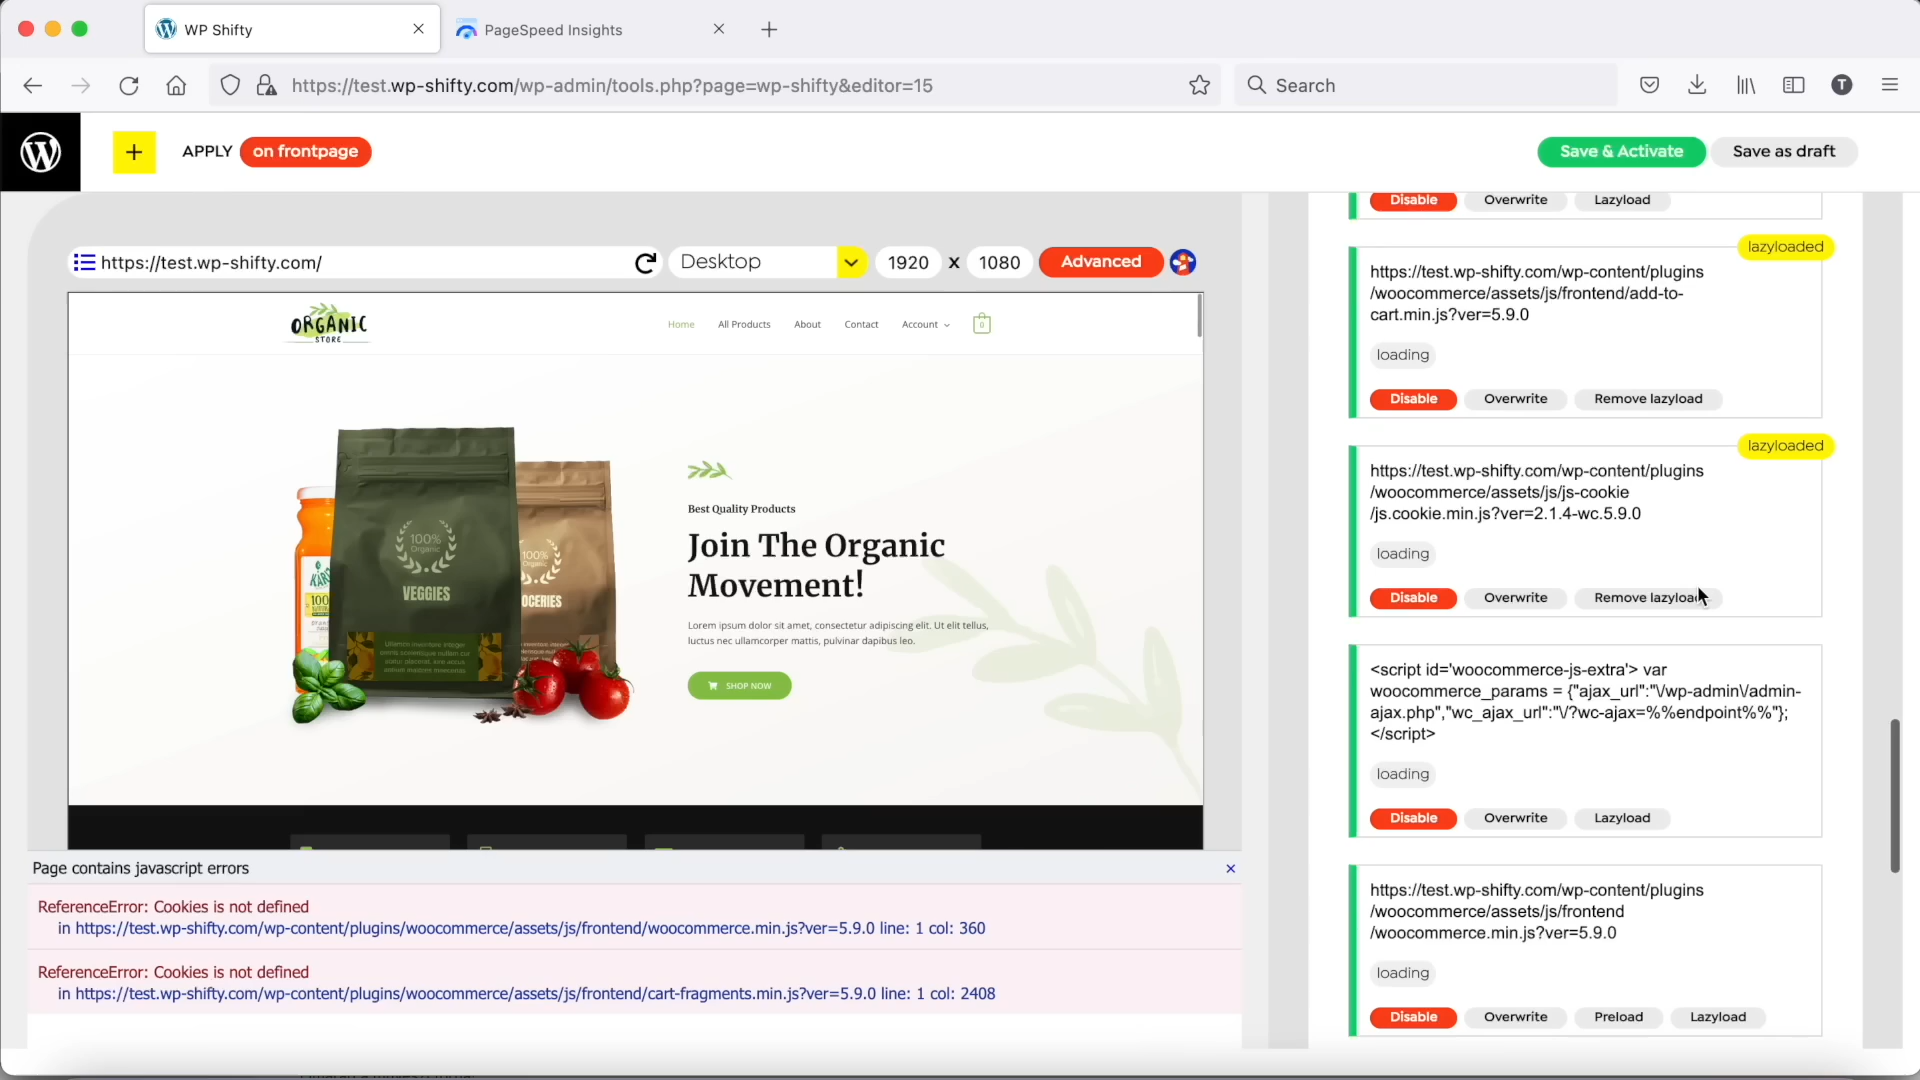 WP Shifty
PageSpeed Insights
https://test.wp-shifty.com/wp-admin/tools.php?page=wp-shifty&editor=15
Search
T
+
APPLY
on frontpage
Save & Activate
Save as draft
https://test.wp-shifty.com/
Desktop
1920
x
1080
Advanced
ORGANIC
STORE
Home
All Products
About
Contact
Account
0
100%
Organic
VEGGIES
100%
Organic
OCERIES
100
Best Quality Products
Join The Organic
Movement!
Lorem ipsum dolor sit amet, consectetur adipiscing elit. Ut elit tellus,
luctus nec ullamcorper mattis, pulvinar dapibus leo.
SHOP NOW
Page contains javascript errors
ReferenceError: Cookies is not defined
in https://test.wp-shifty.com/wp-content/plugins/woocommerce/assets/js/frontend/woocommerce.min.js?ver=5.9.0 line: 1 col: 360
ReferenceError: Cookies is not defined
in https://test.wp-shifty.com/wp-content/plugins/woocommerce/assets/js/frontend/cart-fragments.min.js?ver=5.9.0 line: 1 col: 2408
Disable
Overwrite
Lazyload
lazyloaded
https://test.wp-shifty.com/wp-content/plugins
/woocommerce/assets/js/frontend/add-to-
cart.min.js?ver=5.9.0
loading
Disable
Overwrite
Remove lazyload
lazyloaded
https://test.wp-shifty.com/wp-content/plugins
/woocommerce/assets/js/js-cookie
/js.cookie.min.js?ver=2.1.4-wc.5.9.0
loading
Disable
Overwrite
Remove lazyload
<script id='woocommerce-js-extra'> var
woocommerce_params = {"ajax_url":"\/wp-admin\/admin-
ajax.php","wc_ajax_url":"\/?wc-ajax=%%endpoint%%"};
</script>
loading
Disable
Overwrite
Lazyload
https://test.wp-shifty.com/wp-content/plugins
/woocommerce/assets/js/frontend
/woocommerce.min.js?ver=5.9.0
loading
Disable
Overwrite
Preload
Lazyload